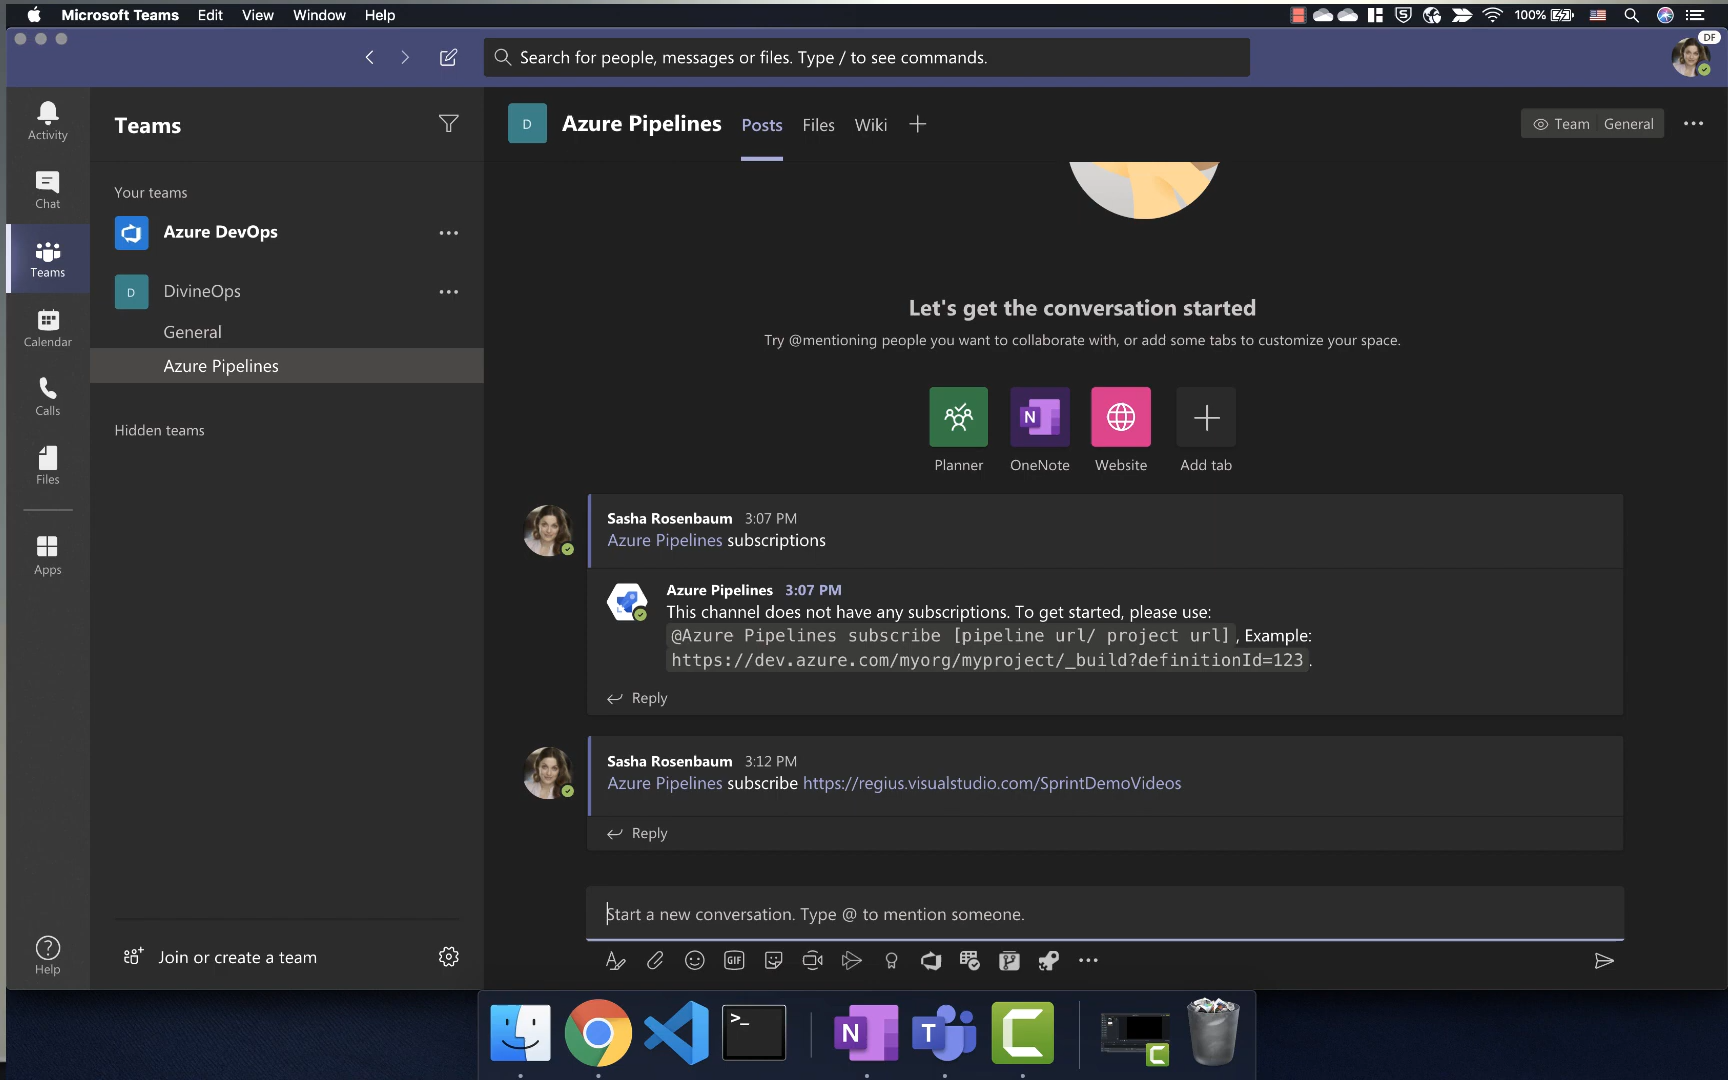 Microsoft Teams Edit View Window Help
100%
Search for people, messages or files. Type / to see commands.
DF
Activity
Chat
Teams
Calendar
Calls
Files
Apps
Help
Teams
Your teams
Azure DevOps
D DivineOps
General
Azure Pipelines
Hidden teams
Join or create a team
D Azure Pipelines Posts Files Wiki
Team General
Let's get the conversation started
Try @mentioning people you want to collaborate with, or add some tabs to customize your space.
N
Planner OneNote Website Add tab
Sasha Rosenbaum 3:07 PM
Azure Pipelines subscriptions
Azure Pipelines 3:07 PM
This channel does not have any subscriptions. To get started, please use:
@Azure Pipelines subscribe [pipeline url/ project url], Example:
https://dev.azure.com/myorg/myproject/_build?definitionId=123.
Reply
Sasha Rosenbaum 3:12 PM
Azure Pipelines subscribe https://regius.visualstudio.com/SprintDemoVideos
Reply
Start a new conversation. Type @ to mention someone.
GIF
>_ N T C C